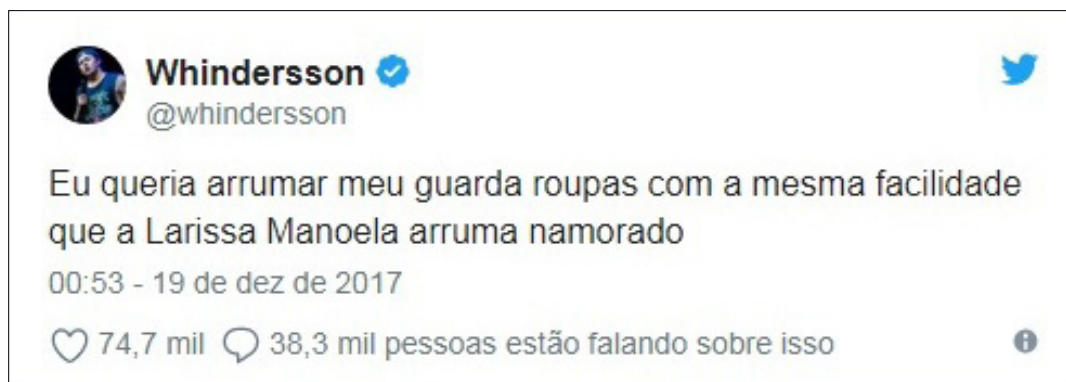 Whindersson
@whindersson
Eu queria arrumar meu guarda roupas com a mesma facilidade
que a Larissa Manoela arruma namorado
00:53 - 19 de dez de 2017
74,7 mil 38,3 mil pessoas estão falando sobre isso